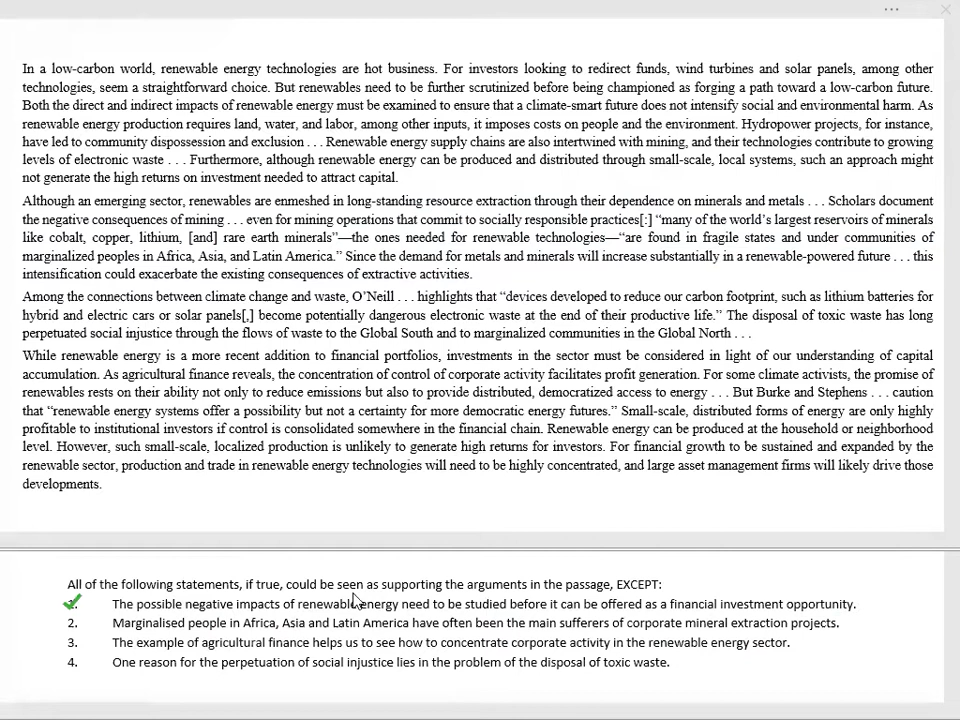 In a low-carbon world, renewable energy technologies are hot business. For investors looking to redirect funds, wind turbines and solar panels, among other
technologies, seem a straightforward choice. But renewables need to be further scrutinized before being championed as forging a path toward a low-carbon future.
Both the direct and indirect impacts of renewable energy must be examined to ensure that a climate-smart future does not intensify social and environmental harm. As
renewable energy production requires land, water, and labor, among other inputs, it imposes costs on people and the environment. Hydropower projects, for instance,
have led to community dispossession and exclusion . . . Renewable energy supply chains are also intertwined with mining, and their technologies contribute to growing
levels of electronic waste . . . Furthermore, although renewable energy can be produced and distributed through small-scale, local systems, such an approach might
not generate the high returns on investment needed to attract capital.
Although an emerging sector, renewables are enmeshed in long-standing resource extraction through their dependence on minerals and metals . . . Scholars document
the negative consequences of mining . . . even for mining operations that commit to socially responsible practices[:] “many of the world’s largest reservoirs of minerals
like cobalt, copper, lithium, [and] rare earth minerals”—the ones needed for renewable technologies—“are found in fragile states and under communities of
marginalized peoples in Africa, Asia, and Latin America.” Since the demand for metals and minerals will increase substantially in a renewable-powered future . . . this
intensification could exacerbate the existing consequences of extractive activities.
Among the connections between climate change and waste, O’Neill . . . highlights that “devices developed to reduce our carbon footprint, such as lithium batteries for
hybrid and electric cars or solar panels[,] become potentially dangerous electronic waste at the end of their productive life.” The disposal of toxic waste has long
perpetuated social injustice through the flows of waste to the Global South and to marginalized communities in the Global North . . .
While renewable energy is a more recent addition to financial portfolios, investments in the sector must be considered in light of our understanding of capital
accumulation. As agricultural finance reveals, the concentration of control of corporate activity facilitates profit generation. For some climate activists, the promise of
renewables rests on their ability not only to reduce emissions but also to provide distributed, democratized access to energy . . . But Burke and Stephens . . . caution
that “renewable energy systems offer a possibility but not a certainty for more democratic energy futures.” Small-scale, distributed forms of energy are only highly
profitable to institutional investors if control is consolidated somewhere in the financial chain. Renewable energy can be produced at the household or neighborhood
level. However, such small-scale, localized production is unlikely to generate high returns for investors. For financial growth to be sustained and expanded by the
renewable sector, production and trade in renewable energy technologies will need to be highly concentrated, and large asset management firms will likely drive those
developments.
All of the following statements, if true, could be seen as supporting the arguments in the passage, EXCEPT:
1. The possible negative impacts of renewable energy need to be studied before it can be offered as a financial investment opportunity.
2. Marginalised people in Africa, Asia and Latin America have often been the main sufferers of corporate mineral extraction projects.
3. The example of agricultural finance helps us to see how to concentrate corporate activity in the renewable energy sector.
4. One reason for the perpetuation of social injustice lies in the problem of the disposal of toxic waste.